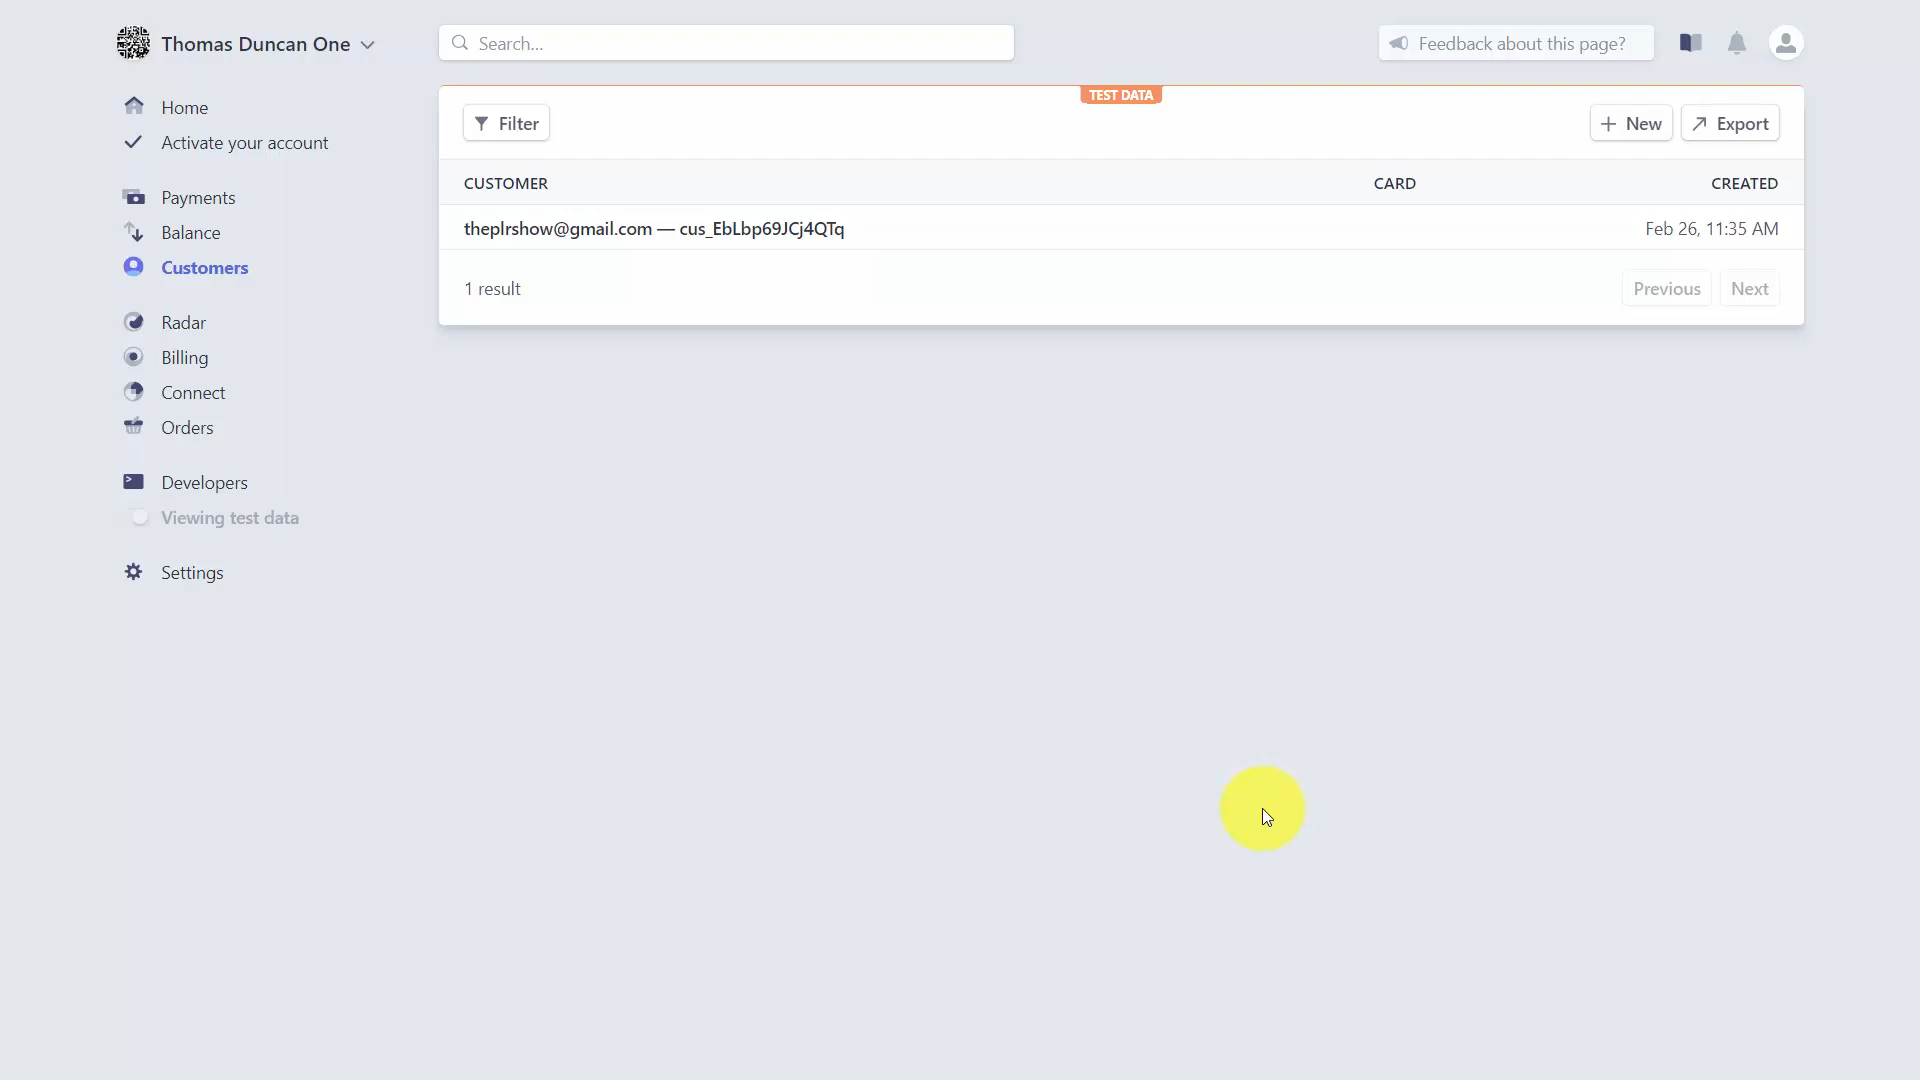 Thomas Duncan One
Search...
Feedback about this page?
Home
Activate your account
Payments
Balance
Customers
Radar
Billing
Connect
Orders
Developers
Viewing test data
Settings
TEST DATA
Filter
New
Export
CUSTOMER CARD CREATED
theplrshow@gmail.com — cus_EbLbp69JCj4QTq Feb 26, 11:35 AM
1 result
Previous Next